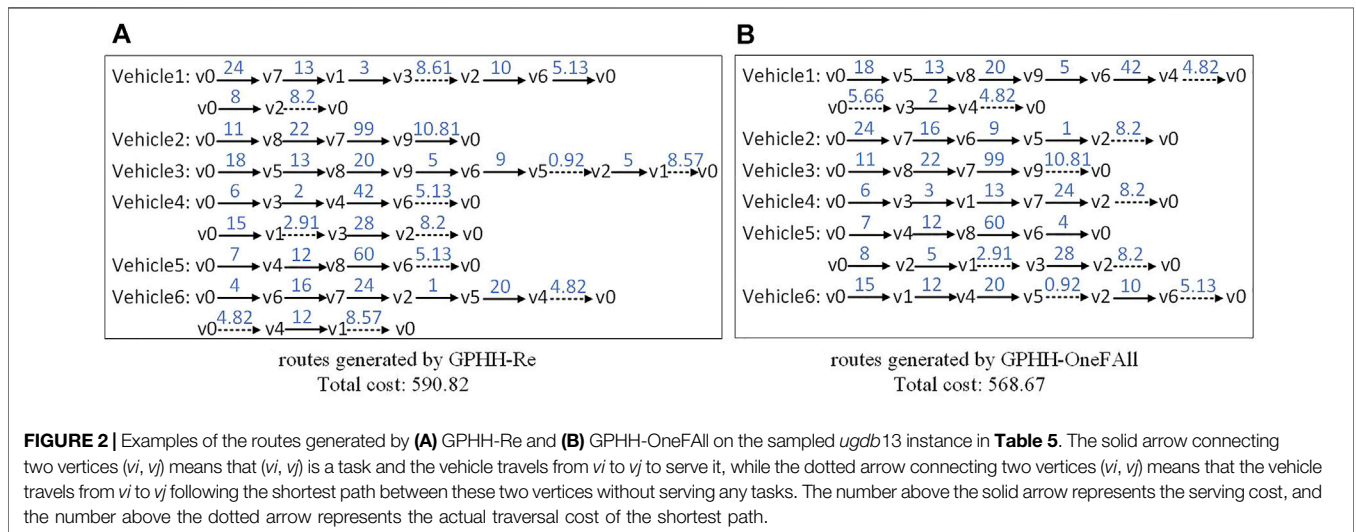 A
24 13 3 8.61 10 5.13
Vehicle1: v0 v7 v1 v3 v2 v6 v0
8 8.2
v0 v2 v0
11 22 99 10.81
Vehicle2: v0 v8 v7 v9 v0
18 13 20 5 9 0.92 5 8.57
Vehicle3: v0 v5 v8 v9 v6 v5 v2 v1 v0
6 2 42 5.13
Vehicle4: v0 v3 v4 v6 v0
15 2.91 28 8.2
v0 v1 v3 v2 v0
7 12 60 5.13
Vehicle5: v0 v4 v8 v6 v0
4 16 24 1 20 4.82
Vehicle6: v0 v6 v7 v2 v5 v4 v0
4.82 12 8.57
v0 v4 v1 v0
routes generated by GPHH-Re
Total cost: 590.82
B
18 13 20 5 42 4.82
Vehicle1: v0 v5 v8 v9 v6 v4 v0
5.66 2 4.82
v0 v3 v4 v0
24 16 9 1 8.2
Vehicle2: v0 v7 v6 v5 v2 v0
11 22 99 10.81
Vehicle3: v0 v8 v7 v9 v0
6 3 13 24 8.2
Vehicle4: v0 v3 v1 v7 v2 v0
7 12 60 4
Vehicle5: v0 v4 v8 v6 v0
8 5 2.91 28 8.2
v0 v2 v1 v3 v2 v0
15 12 20 0.92 10 5.13
Vehicle6: v0 v1 v4 v5 v2 v6 v0
routes generated by GPHH-OneFAll
Total cost: 568.67
FIGURE 2 | Examples of the routes generated by (A) GPHH-Re and (B) GPHH-OneFAll on the sampled ugdb13 instance in Table 5. The solid arrow connecting
two vertices (vi, vj) means that (vi, vj) is a task and the vehicle travels from vi to vj to serve it, while the dotted arrow connecting two vertices (vi, vj) means that the vehicle
travels from vi to vj following the shortest path between these two vertices without serving any tasks. The number above the solid arrow represents the serving cost, and
the number above the dotted arrow represents the actual traversal cost of the shortest path.